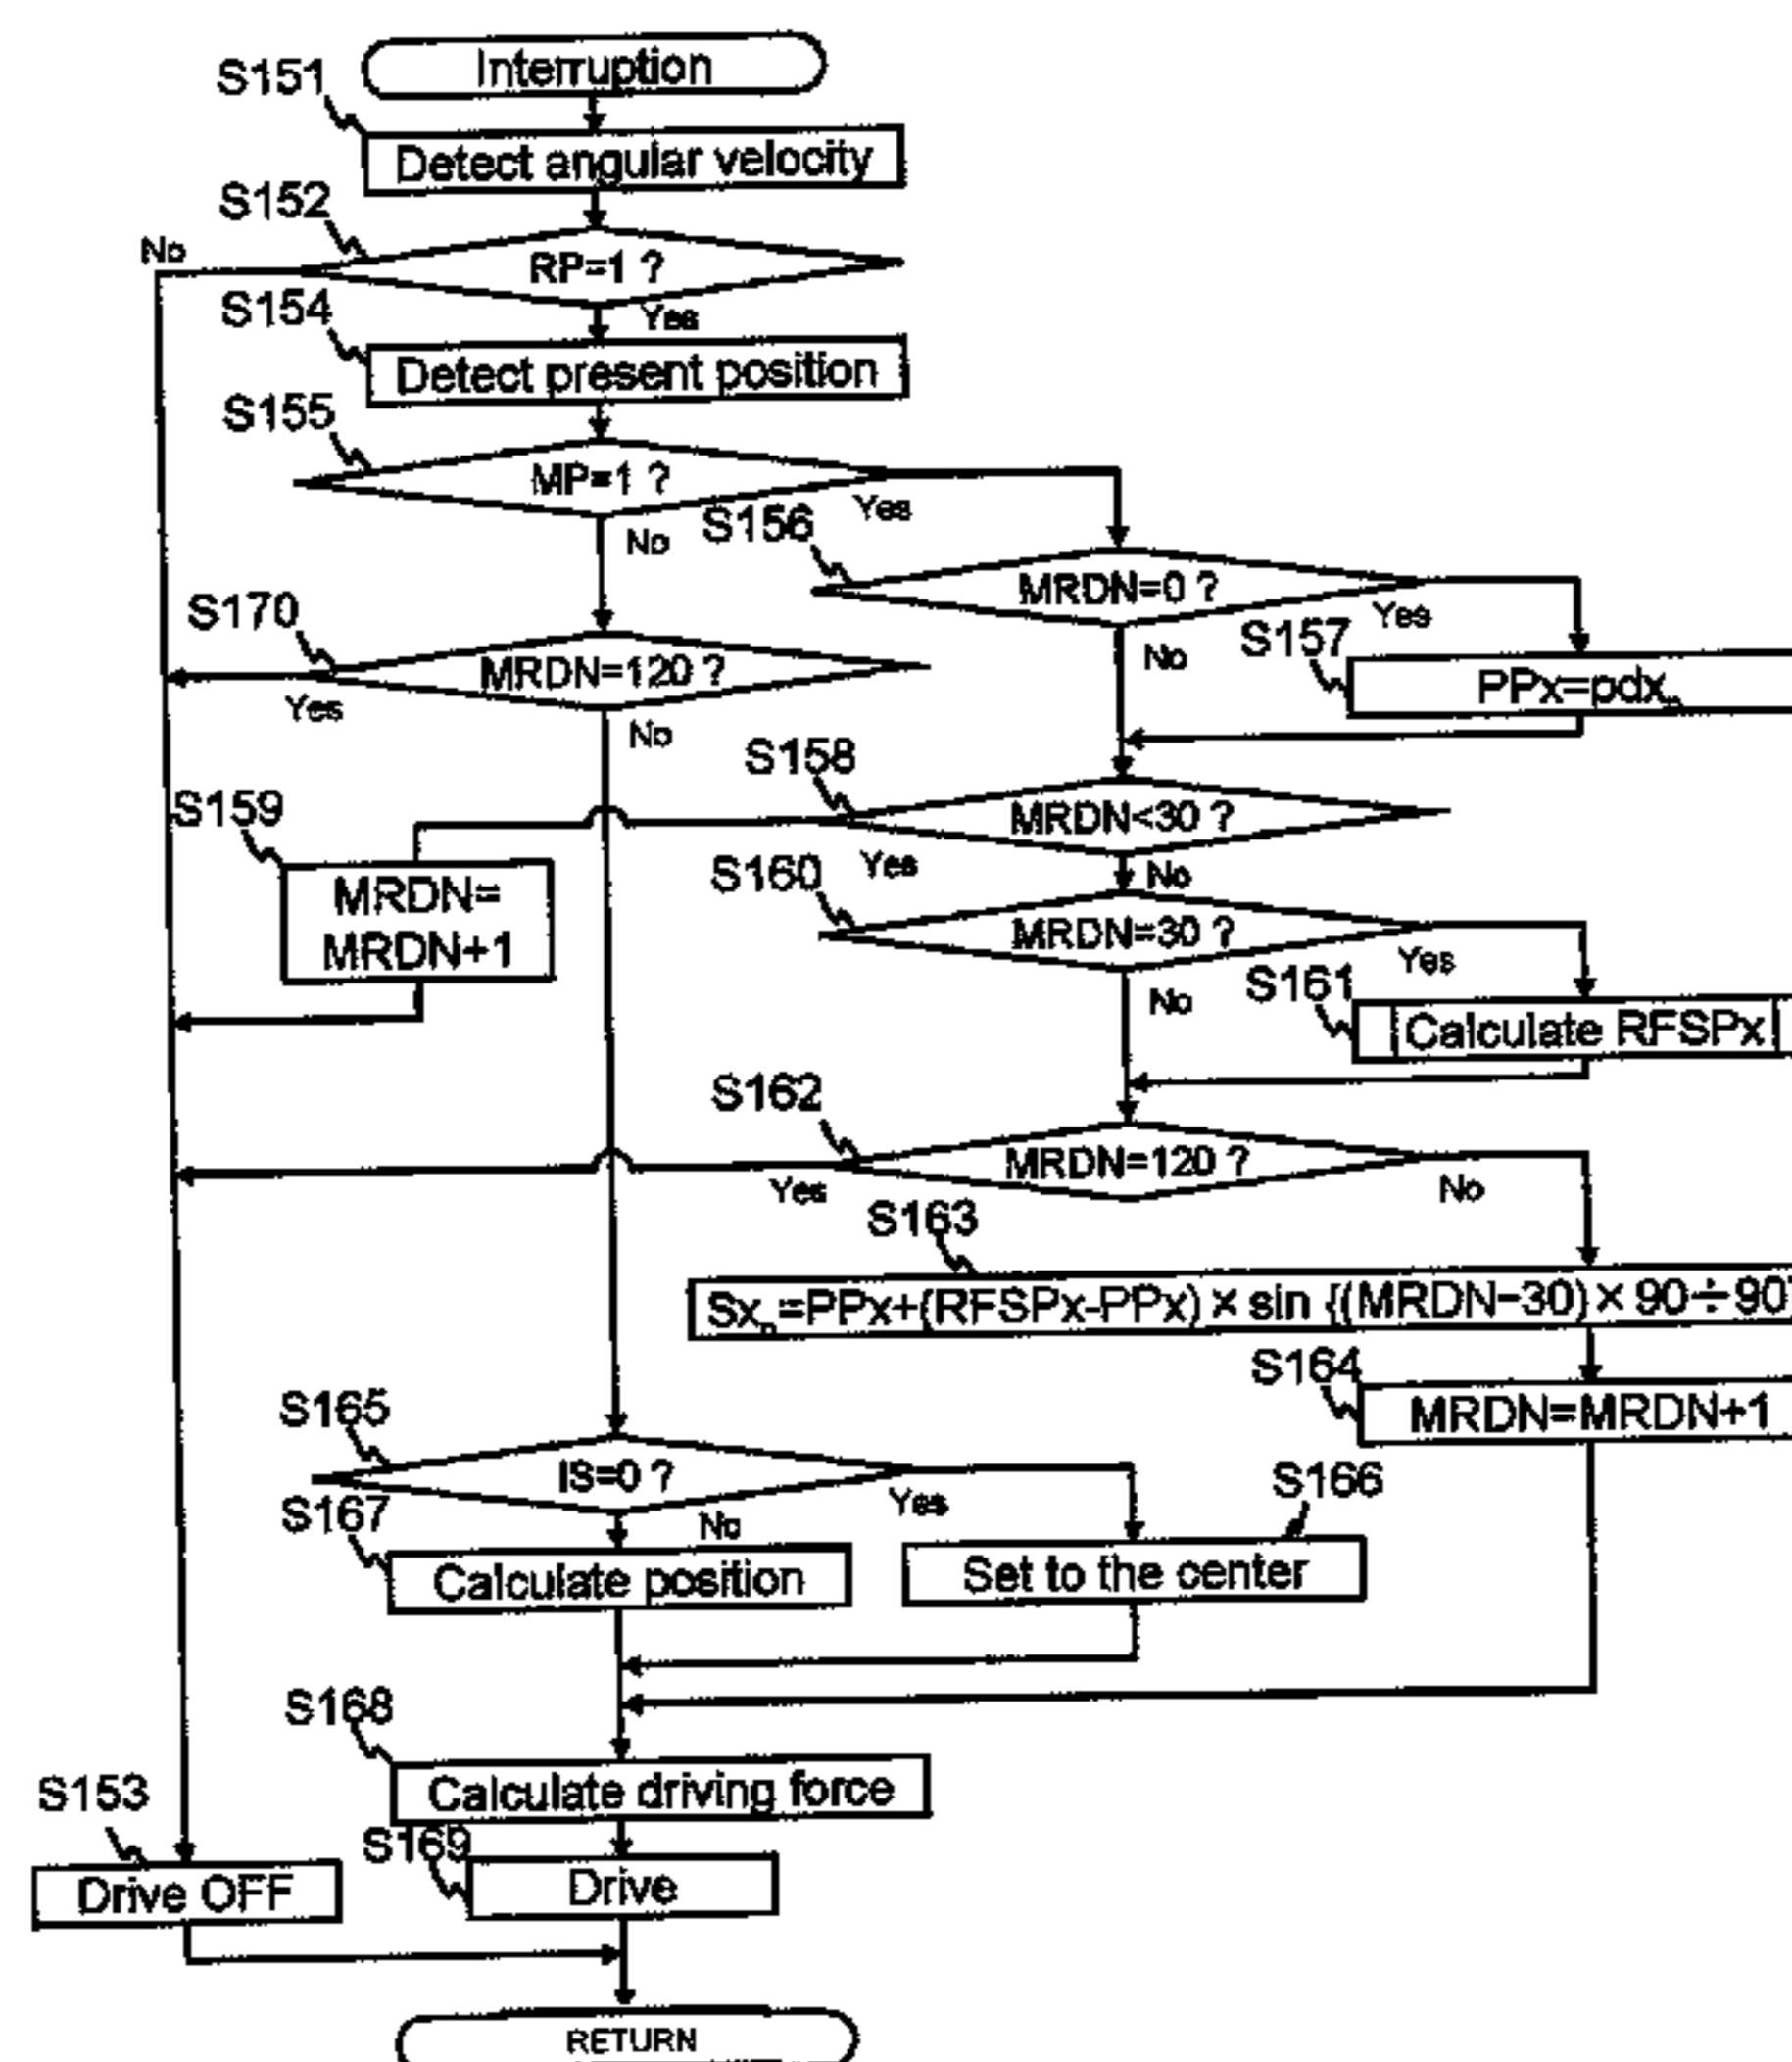 Interruption
S151
Detect angular velocity
S152
No
RP=1 ?
Yes
S154
Detect present position
S155
MP=1 ?
Yes
No
S156
MRDN=0 ?
Yes
No
S170
MRDN=120 ?
Yes
No
S157
PPx=pdxn
S158
MRDN<30 ?
Yes
No
S159
MRDN=
MRDN+1
S160
MRDN=30 ?
Yes
No
S161
Calculate RFSPx
S162
MRDN=120 ?
Yes
No
S163
Sxn=PPx+(RFSPx-PPx)×sin {(MRDN−30)×90÷90
S164
MRDN=MRDN+1
S165
IS=0 ?
Yes
No
S166
Set to the center
S167
Calculate position
S168
Calculate driving force
S153
Drive OFF
S169
Drive
RETURN